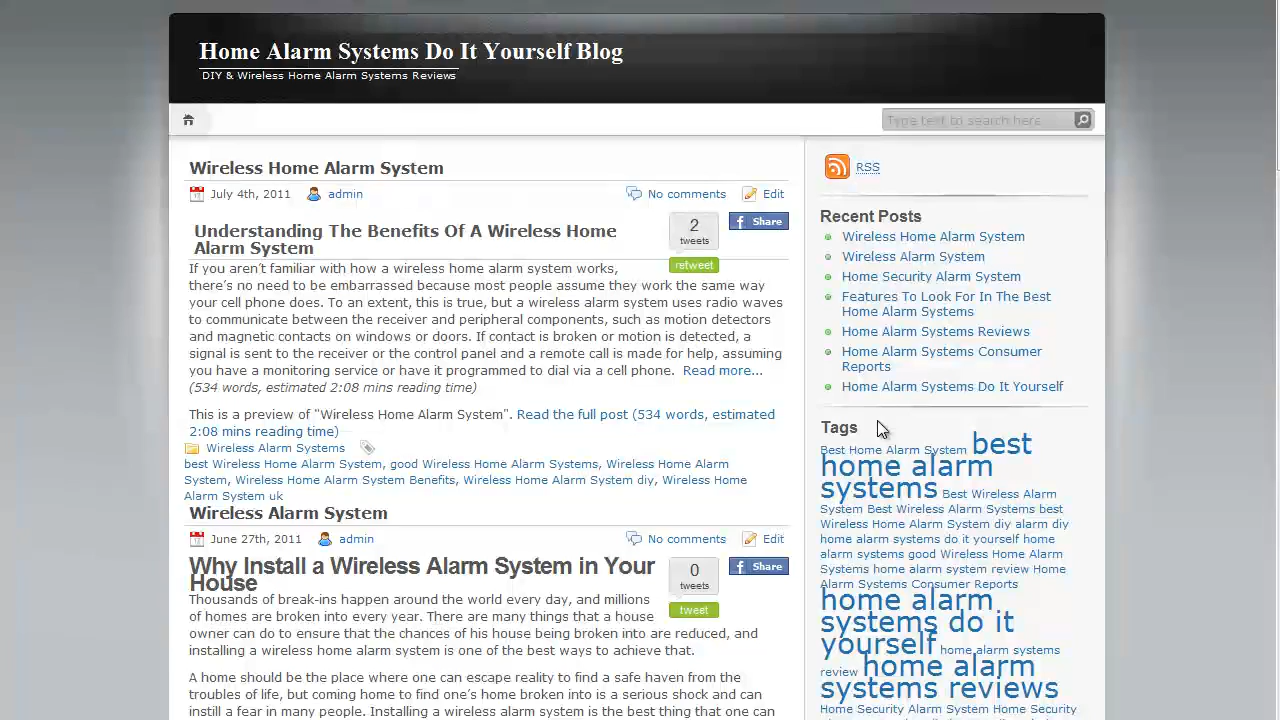 Home Alarm Systems Do It Yourself Blog
DIY & Wireless Home Alarm Systems Reviews
Type text to search here
Wireless Home Alarm System
July 4th, 2011 admin No comments Edit
Understanding The Benefits Of A Wireless Home
Alarm System
2
tweets
retweet
Share
If you aren't familiar with how a wireless home alarm system works,
there's no need to be embarrassed because most people assume they work the same way
your cell phone does. To an extent, this is true, but a wireless alarm system uses radio waves
to communicate between the receiver and peripheral components, such as motion detectors
and magnetic contacts on windows or doors. If contact is broken or motion is detected, a
signal is sent to the receiver or the control panel and a remote call is made for help, assuming
you have a monitoring service or have it programmed to dial via a cell phone. Read more...
(534 words, estimated 2:08 mins reading time)
This is a preview of "Wireless Home Alarm System". Read the full post (534 words, estimated
2:08 mins reading time)
Wireless Alarm Systems
best Wireless Home Alarm System, good Wireless Home Alarm Systems, Wireless Home Alarm
System, Wireless Home Alarm System Benefits, Wireless Home Alarm System diy, Wireless Home
Alarm System uk
Wireless Alarm System
June 27th, 2011 admin No comments Edit
Why Install a Wireless Alarm System in Your
House
0
tweets
tweet
Share
Thousands of break-ins happen around the world every day, and millions
of homes are broken into every year. There are many things that a house
owner can do to ensure that the chances of his house being broken into are reduced, and
installing a wireless home alarm system is one of the best ways to achieve that.
A home should be the place where one can escape reality to find a safe haven from the
troubles of life, but coming home to find one's home broken into is a serious shock and can
instill a fear in many people. Installing a wireless alarm system is the best thing that one can
RSS
Recent Posts
Wireless Home Alarm System
Wireless Alarm System
Home Security Alarm System
Features To Look For In The Best
Home Alarm Systems
Home Alarm Systems Reviews
Home Alarm Systems Consumer
Reports
Home Alarm Systems Do It Yourself
Tags
Best Home Alarm System best
home alarm
systems Best Wireless Alarm
System Best Wireless Alarm Systems best
Wireless Home Alarm System diy alarm diy
home alarm systems do it yourself home
alarm systems good Wireless Home Alarm
Systems home alarm system review Home
Alarm Systems Consumer Reports
home alarm
systems do it
yourself home alarm systems
review home alarm
systems reviews
Home Security Alarm System Home Security